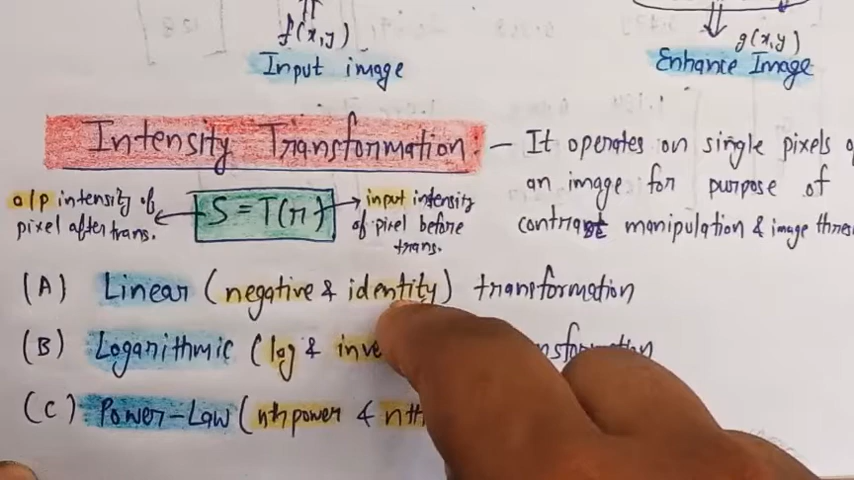 f(x,y)
g(x,y)
Input image
Enhance Image
Intensity Transformation - It operates on single pixels
an image for purpose of
contrast manipulation & image thres
o/p intensity of
pixel after trans.
S = T(r)
input intensity
of pixel before
trans.
(A) Linear (negative & identity) transformation
(B) Logarithmic (log & inve nsformation
(C) Power-Law (nth power & nth